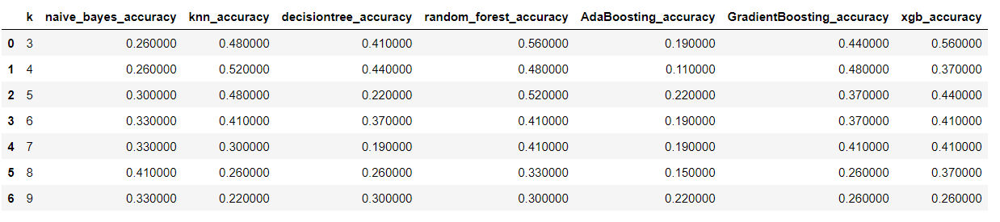 k naive_bayes_accuracy knn_accuracy decisiontree_accuracy random_forest_accuracy AdaBoosting_accuracy GradientBoosting_accuracy xgb_accuracy
0 3 0.260000 0.480000 0.410000 0.560000 0.190000 0.440000 0.560000
1 4 0.260000 0.520000 0.440000 0.480000 0.110000 0.480000 0.370000
2 5 0.300000 0.480000 0.220000 0.520000 0.220000 0.370000 0.440000
3 6 0.330000 0.410000 0.370000 0.410000 0.190000 0.370000 0.410000
4 7 0.330000 0.300000 0.190000 0.410000 0.190000 0.410000 0.410000
5 8 0.410000 0.260000 0.260000 0.330000 0.150000 0.260000 0.370000
6 9 0.330000 0.220000 0.300000 0.300000 0.220000 0.260000 0.260000